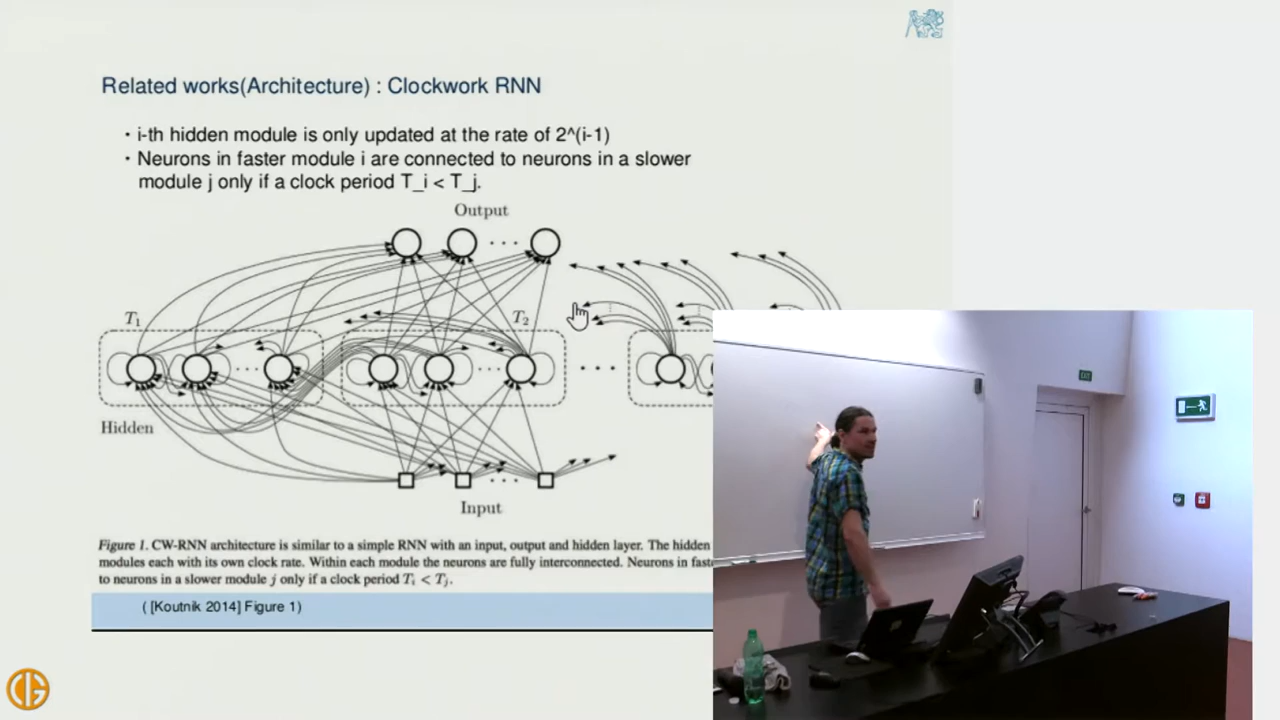 Related works(Architecture) : Clockwork RNN
· i-th hidden module is only updated at the rate of 2^(i-1)
· Neurons in faster module i are connected to neurons in a slower
module j only if a clock period T_i < T_j.
Output
T1
T2
Hidden
Input
Figure 1. CW-RNN architecture is similar to a simple RNN with an input, output and hidden layer. The hidden
modules each with its own clock rate. Within each module the neurons are fully interconnected. Neurons in
to neurons in a slower module j only if a clock period Ti < Tj.
( [Koutnik 2014] Figure 1)
EXIT